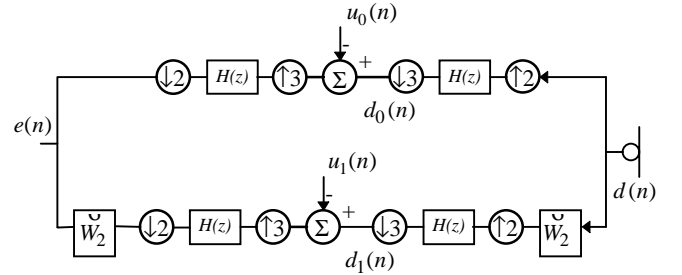 u0(n)
-
+
↓2 H(z) ↑3 Σ ↓3 H(z) ↑2
d0(n)
e(n)
u1(n)
d(n)
-
+
W̆2 ↓2 H(z) ↑3 Σ ↓3 H(z) ↑2 W̆2
d1(n)